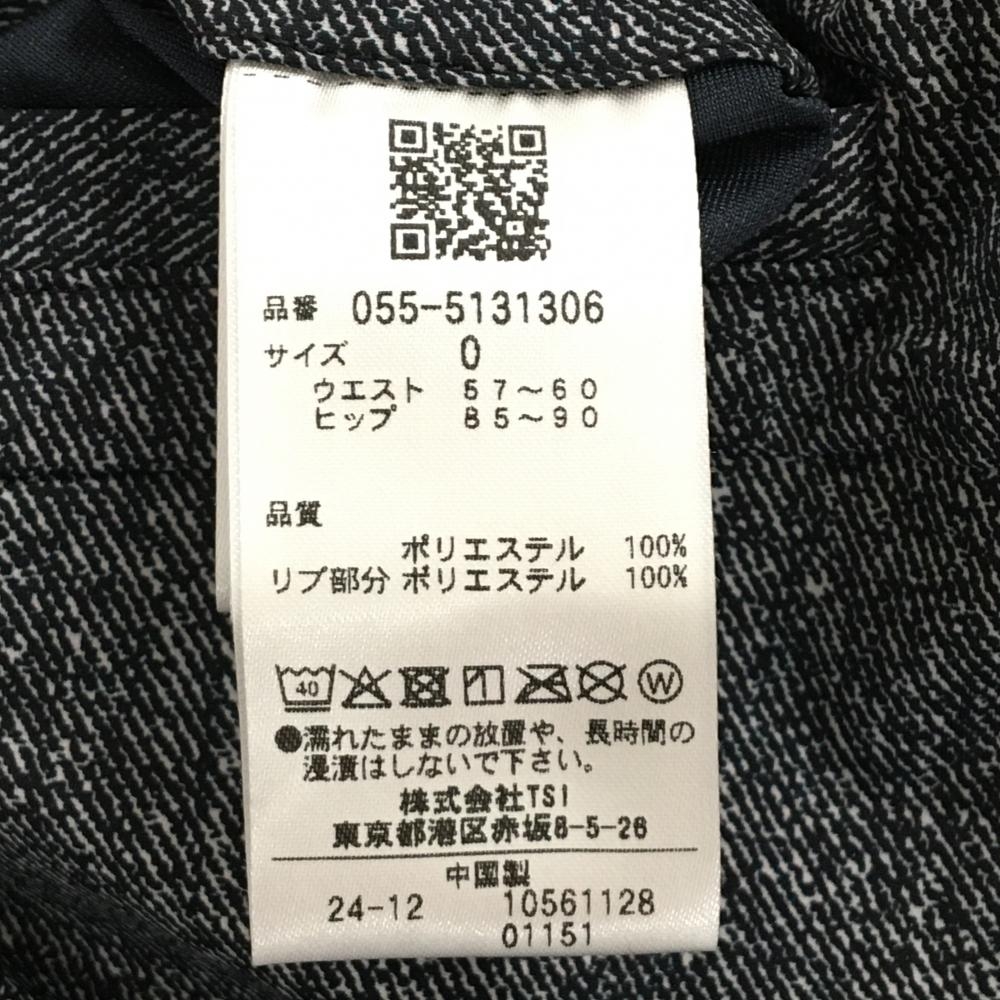 品番 055-5131306
サイズ 0
ウエスト 57〜60
ヒップ 85〜90
品質
ポリエステル 100%
リブ部分 ポリエステル 100%
40 W
●濡れたままの放置や、長時間の
浸漬はしないで下さい。
株式会社TSI
東京都港区赤坂8-5-26
中国製
24-12 10561128
01151